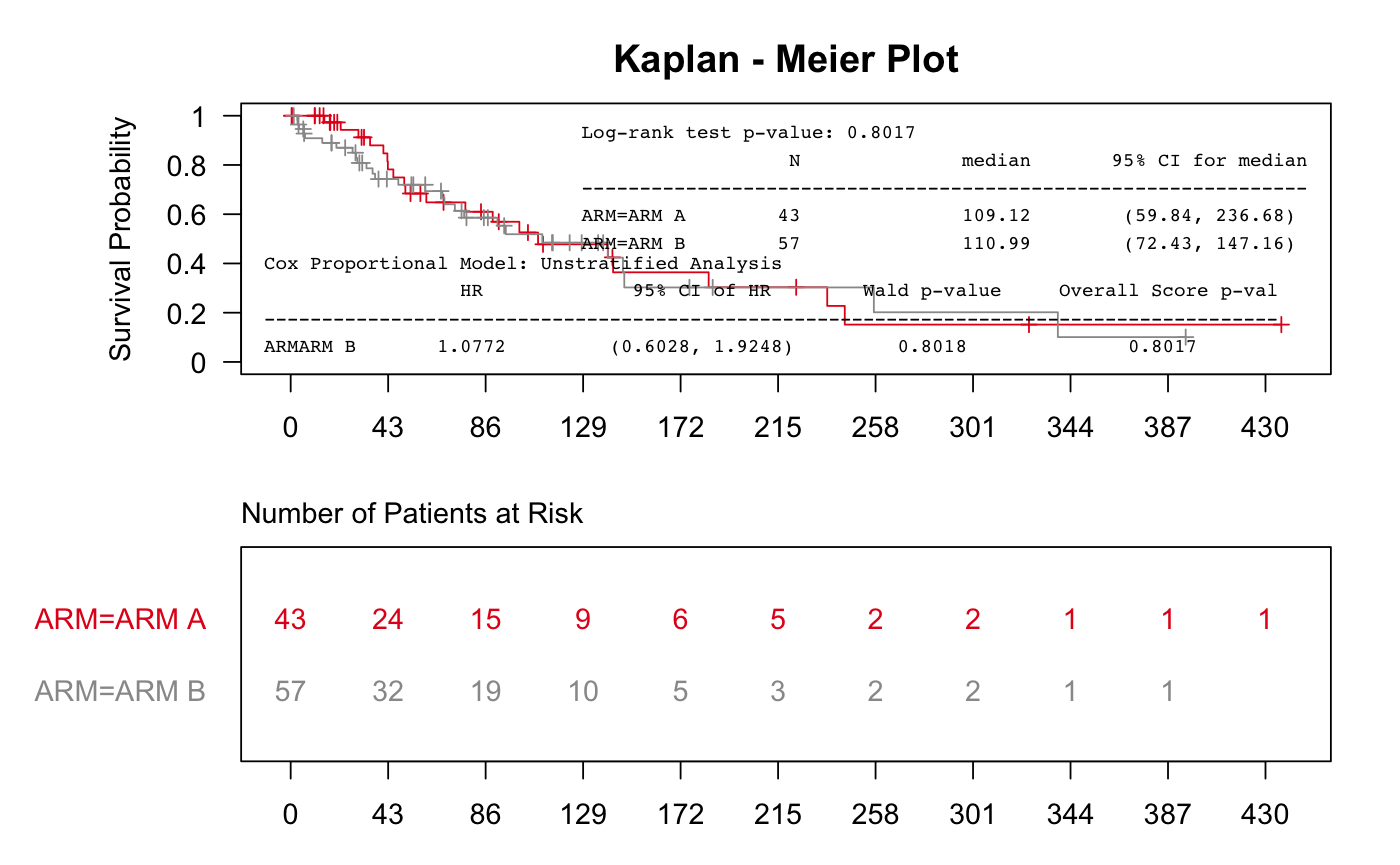 Kaplan - Meier Plot
Survival Probability
1
0.8
0.6
0.4
0.2
0
Log-rank test p-value: 0.8017
N median 95% CI for median
ARM=ARM A 43 109.12 (59.84, 236.68)
ARM=ARM B 57 110.99 (72.43, 147.16)
Cox Proportional Model: Unstratified Analysis
HR 95% CI of HR Wald p-value Overall Score p-val
ARMARM B 1.0772 (0.6028, 1.9248) 0.8018 0.8017
0 43 86 129 172 215 258 301 344 387 430
Number of Patients at Risk
ARM=ARM A 43 24 15 9 6 5 2 2 1 1 1
ARM=ARM B 57 32 19 10 5 3 2 2 1 1
0 43 86 129 172 215 258 301 344 387 430